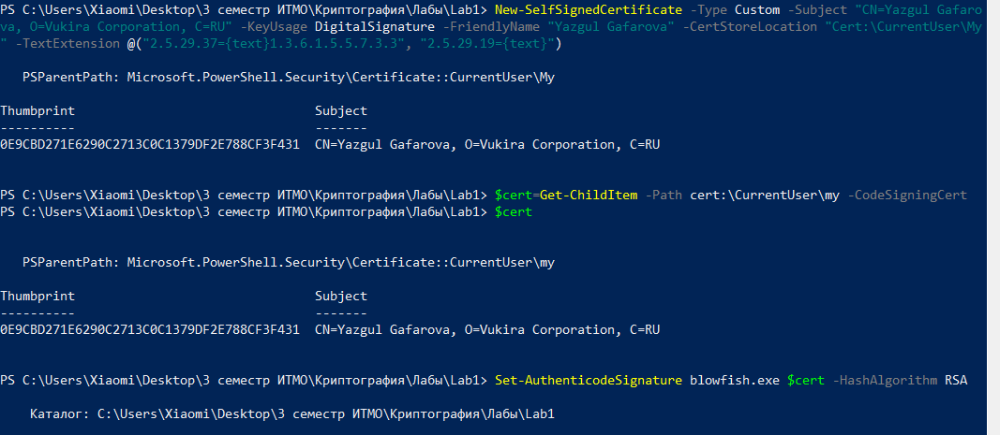 PS C:\Users\Xiaomi\Desktop\3 семестр ИТМО\Криптография\Лабы\Lab1> New-SelfSignedCertificate -Type Custom -Subject "CN=Yazgul Gafaro
va, O=Vukira Corporation, C=RU" -KeyUsage DigitalSignature -FriendlyName "Yazgul Gafarova" -CertStoreLocation "Cert:\CurrentUser\My
" -TextExtension @("2.5.29.37={text}1.3.6.1.5.5.7.3.3", "2.5.29.19={text}")
PSParentPath: Microsoft.PowerShell.Security\Certificate::CurrentUser\My
Thumbprint Subject
---------- -------
0E9CBD271E6290C2713C0C1379DF2E788CF3F431 CN=Yazgul Gafarova, O=Vukira Corporation, C=RU
PS C:\Users\Xiaomi\Desktop\3 семестр ИТМО\Криптография\Лабы\Lab1> $cert=Get-ChildItem -Path cert:\CurrentUser\my -CodeSigningCert
PS C:\Users\Xiaomi\Desktop\3 семестр ИТМО\Криптография\Лабы\Lab1> $cert
PSParentPath: Microsoft.PowerShell.Security\Certificate::CurrentUser\my
Thumbprint Subject
---------- -------
0E9CBD271E6290C2713C0C1379DF2E788CF3F431 CN=Yazgul Gafarova, O=Vukira Corporation, C=RU
PS C:\Users\Xiaomi\Desktop\3 семестр ИТМО\Криптография\Лабы\Lab1> Set-AuthenticodeSignature blowfish.exe $cert -HashAlgorithm RSA
Каталог: C:\Users\Xiaomi\Desktop\3 семестр ИТМО\Криптография\Лабы\Lab1